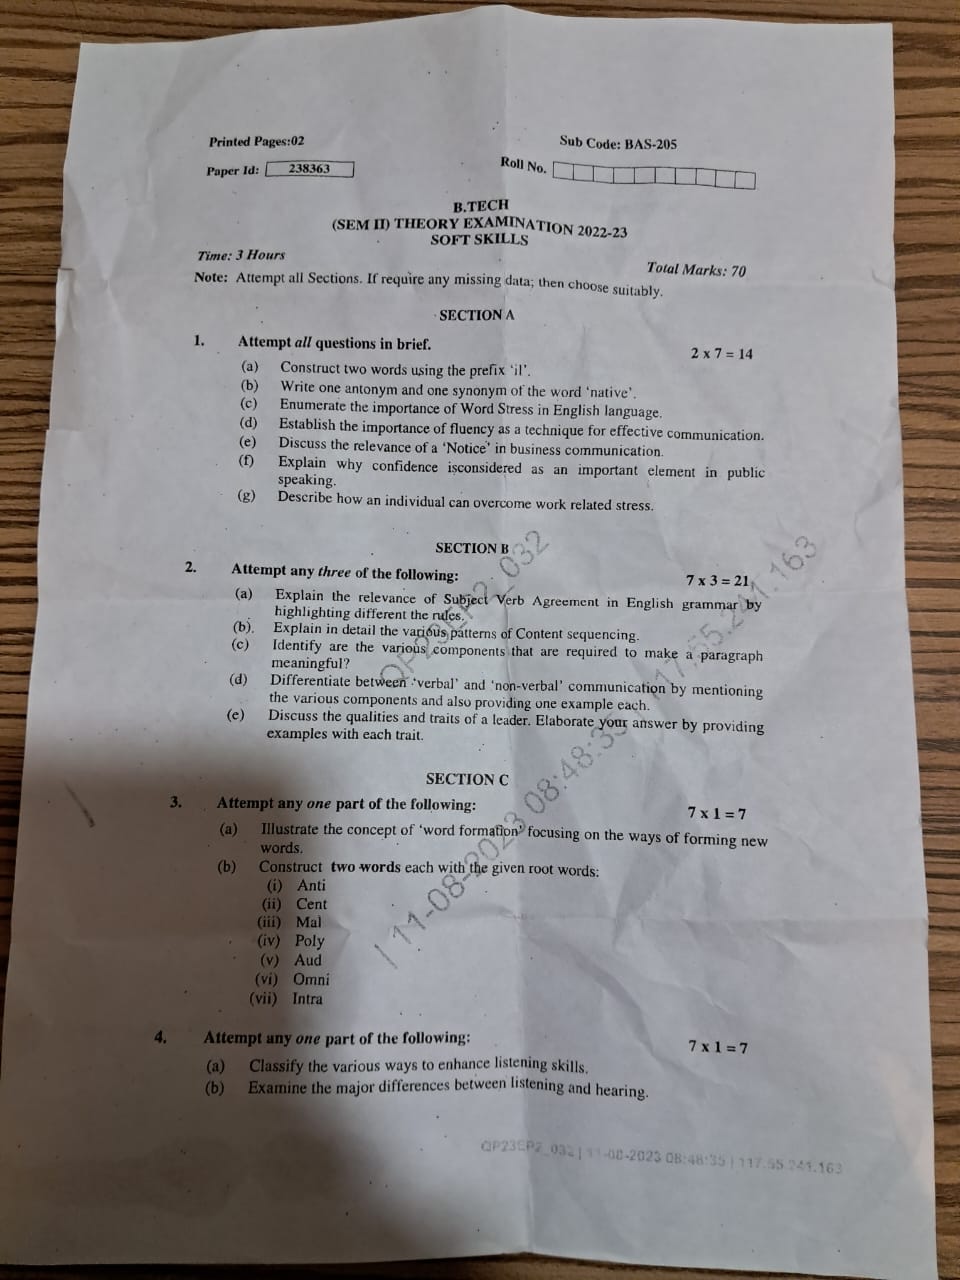 Printed Pages:02
Sub Code: BAS-205
Paper Id: 238363
Roll No.
B.TECH
(SEM II) THEORY EXAMINATION 2022-23
SOFT SKILLS
Time: 3 Hours
Total Marks: 70
Note: Attempt all Sections. If require any missing data; then choose suitably.
SECTION A
1. Attempt all questions in brief. 2 x 7 = 14
(a) Construct two words using the prefix 'il'.
(b) Write one antonym and one synonym of the word 'native'.
(c) Enumerate the importance of Word Stress in English language.
(d) Establish the importance of fluency as a technique for effective communication.
(e) Discuss the relevance of a 'Notice' in business communication.
(f) Explain why confidence isconsidered as an important element in public
speaking.
(g) Describe how an individual can overcome work related stress.
SECTION B
2. Attempt any three of the following: 7 x 3 = 21
(a) Explain the relevance of Subject Verb Agreement in English grammar by
highlighting different the rules.
(b). Explain in detail the various patterns of Content sequencing.
(c) Identify are the various components that are required to make a paragraph
meaningful?
(d) Differentiate between 'verbal' and 'non-verbal' communication by mentioning
the various components and also providing one example each.
(e) Discuss the qualities and traits of a leader. Elaborate your answer by providing
examples with each trait.
SECTION C
3. Attempt any one part of the following: 7 x 1 = 7
(a) Illustrate the concept of 'word formation' focusing on the ways of forming new
words.
(b) Construct two words each with the given root words:
(i) Anti
(ii) Cent
(iii) Mal
(iv) Poly
(v) Aud
(vi) Omni
(vii) Intra
4. Attempt any one part of the following: 7 x 1 = 7
(a) Classify the various ways to enhance listening skills.
(b) Examine the major differences between listening and hearing.
QP23EP2_032 | 11-08-2023 08:48:35 | 117.55.241.163
QP23EP2_032 | 11-08-2023 08:48:35 | 117.55.241.163